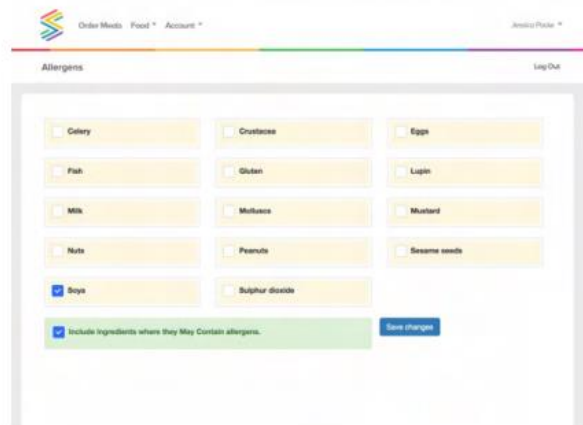 Order Meals Food Account Jessica Poole
Allergens Log Out
Celery Crustacea Eggs
Fish Gluten Lupin
Milk Molluscs Mustard
Nuts Peanuts Sesame seeds
Soya Sulphur dioxide
Include ingredients where they May Contain allergens. Save changes